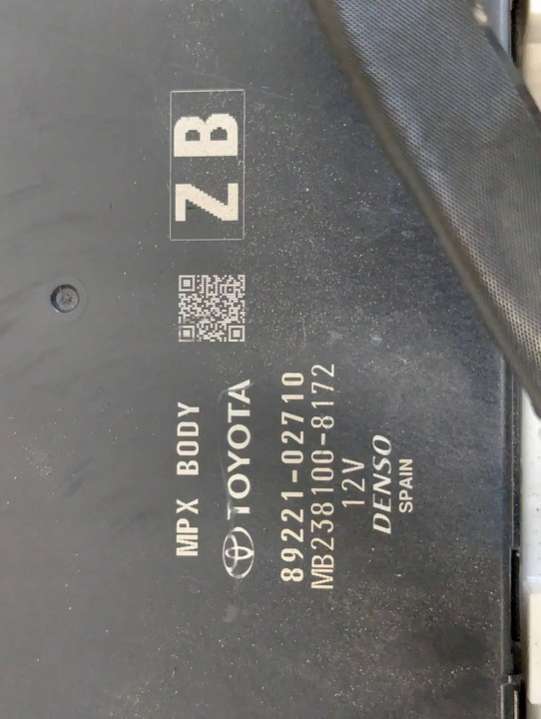 MPX BODY
TOYOTA
89221-02710
MB238100-8172
12V
DENSO
SPAIN
ZB